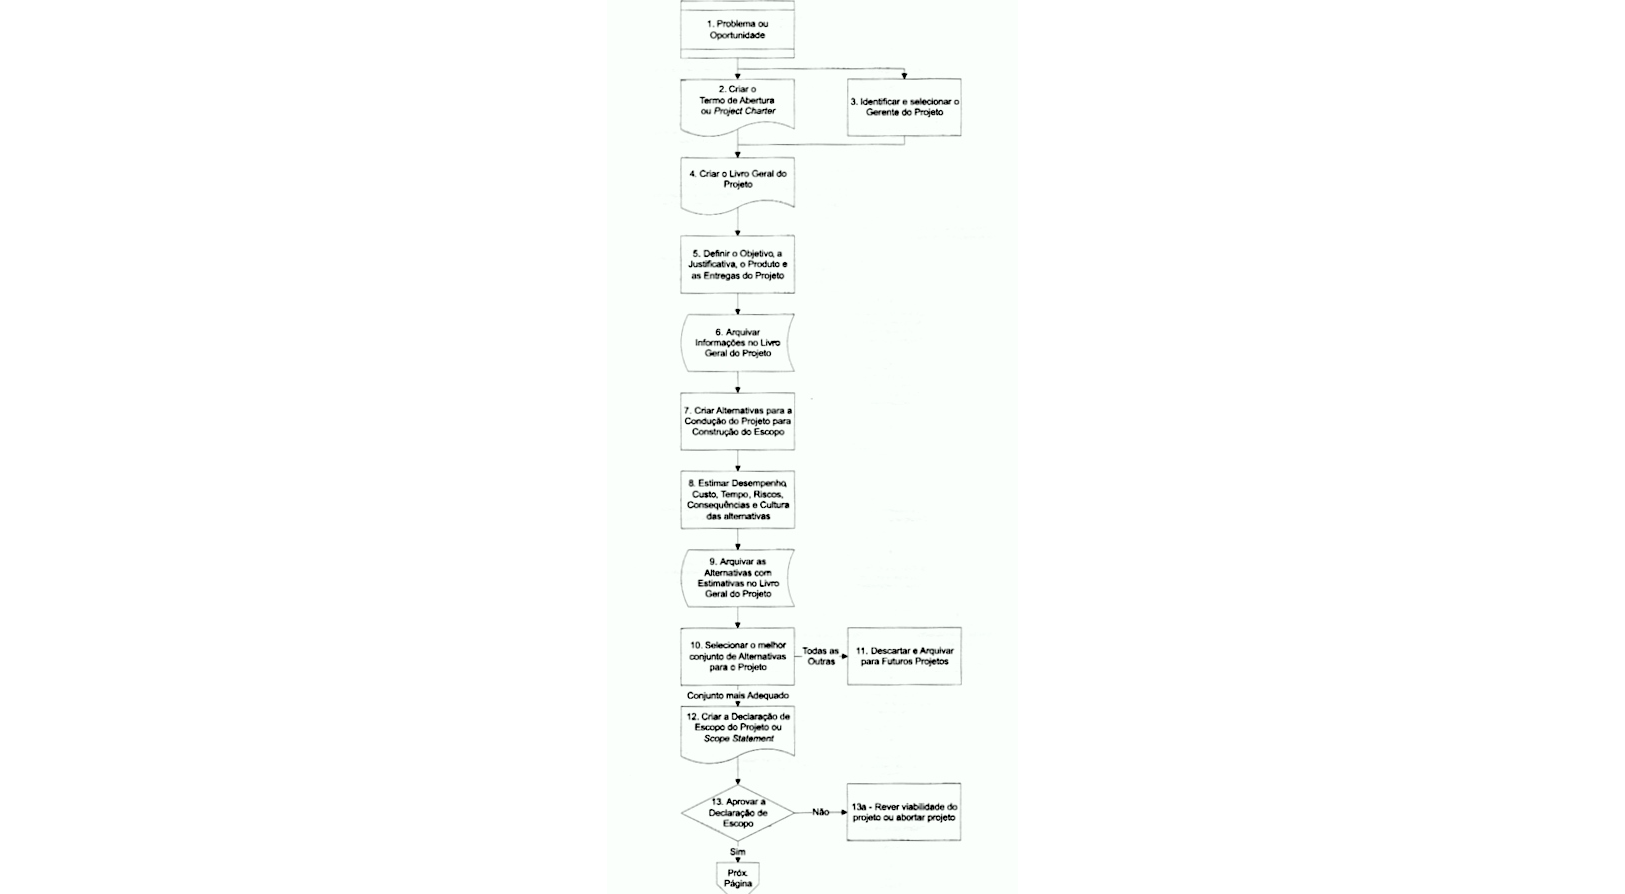 1. Problema ou
Oportunidade
2. Criar o
Termo de Abertura
ou Project Charter
3. Identificar e selecionar o
Gerente do Projeto
4. Criar o Livro Geral do
Projeto
5. Definir o Objetivo, a
Justificativa, o Produto e
as Entregas do Projeto
6. Arquivar
Informações no Livro
Geral do Projeto
7. Criar Alternativas para a
Condução do Projeto para
Construção do Escopo
8. Estimar Desempenho,
Custo, Tempo, Riscos,
Consequências e Cultura
das alternativas
9. Arquivar as
Alternativas com
Estimativas no Livro
Geral do Projeto
10. Selecionar o melhor
conjunto de Alternativas
para o Projeto
Todas as
Outras
11. Descartar e Arquivar
para Futuros Projetos
Conjunto mais Adequado
12. Criar a Declaração de
Escopo do Projeto ou
Scope Statement
13. Aprovar a
Declaração de
Escopo
Não
13a - Rever viabilidade do
projeto ou abortar projeto
Sim
Próx.
Página